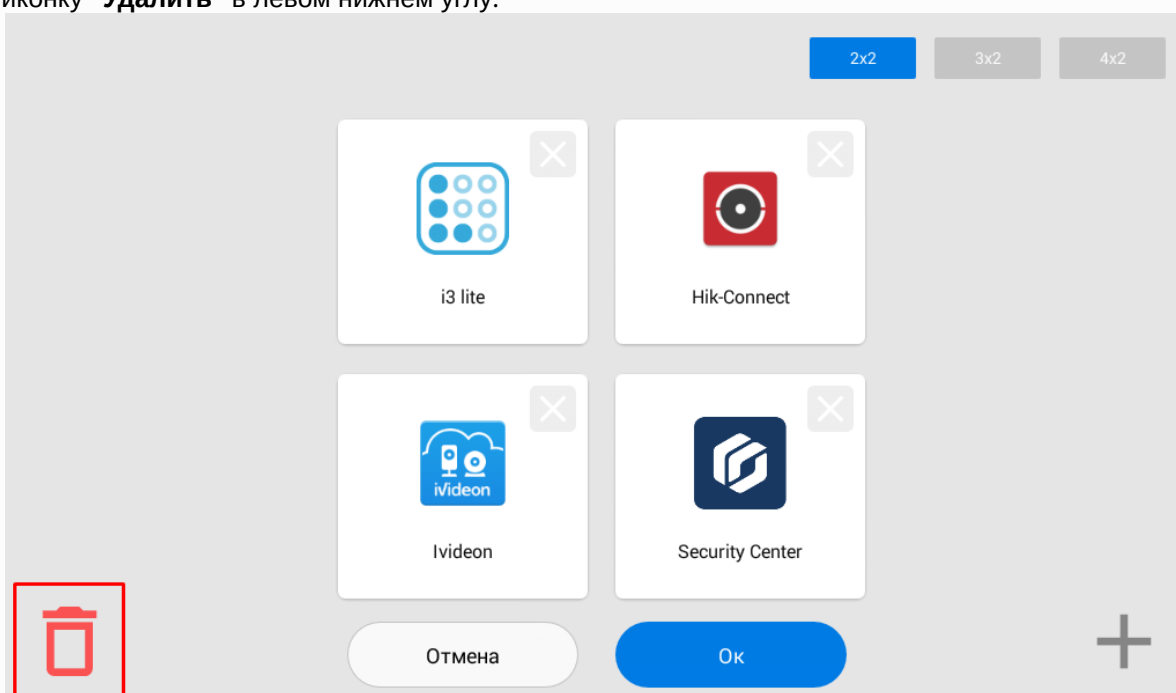 иконку "Удалить" в левом нижнем углу.
2x2 3x2 4x2
i3 lite
Hik-Connect
iVideon
Ivideon
Security Center
Отмена
Ок